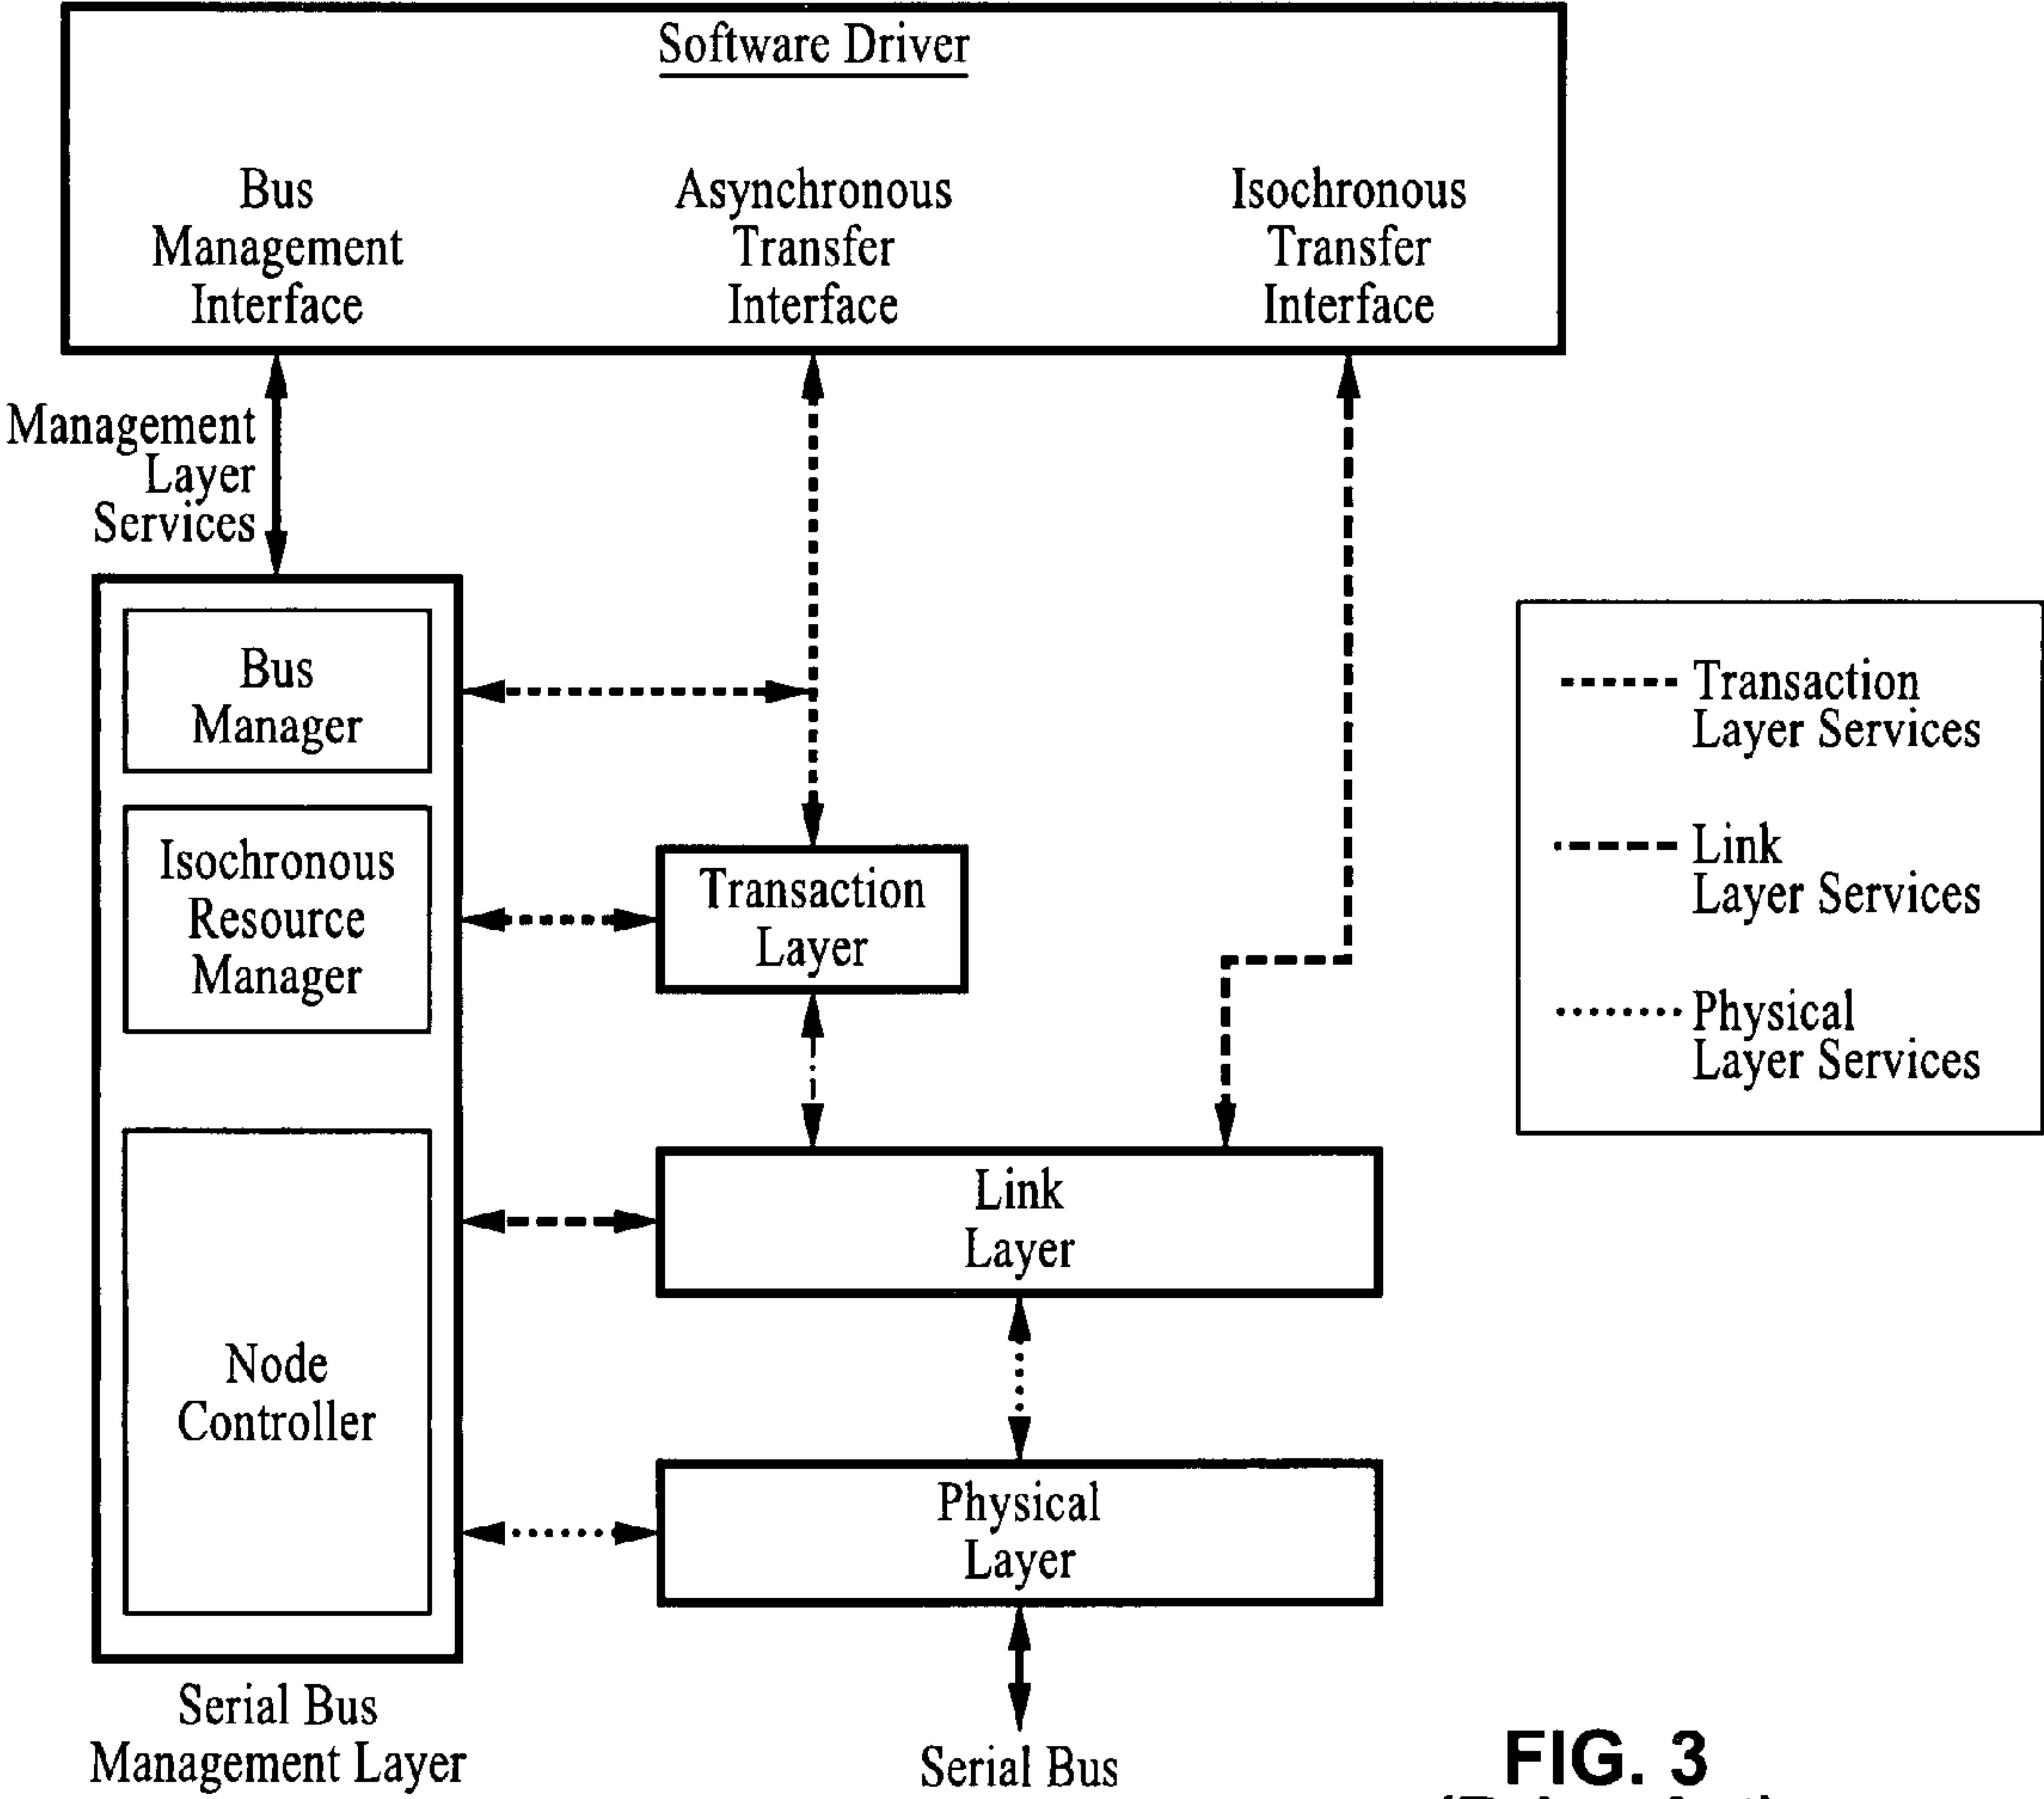 Software Driver
Bus
Management
Interface
Asynchronous
Transfer
Interface
Isochronous
Transfer
Interface
Management
Layer
Services
Bus
Manager
Isochronous
Resource
Manager
Node
Controller
Serial Bus
Management Layer
Transaction
Layer
Link
Layer
Physical
Layer
Serial Bus
Transaction
Layer Services
Link
Layer Services
Physical
Layer Services
FIG. 3